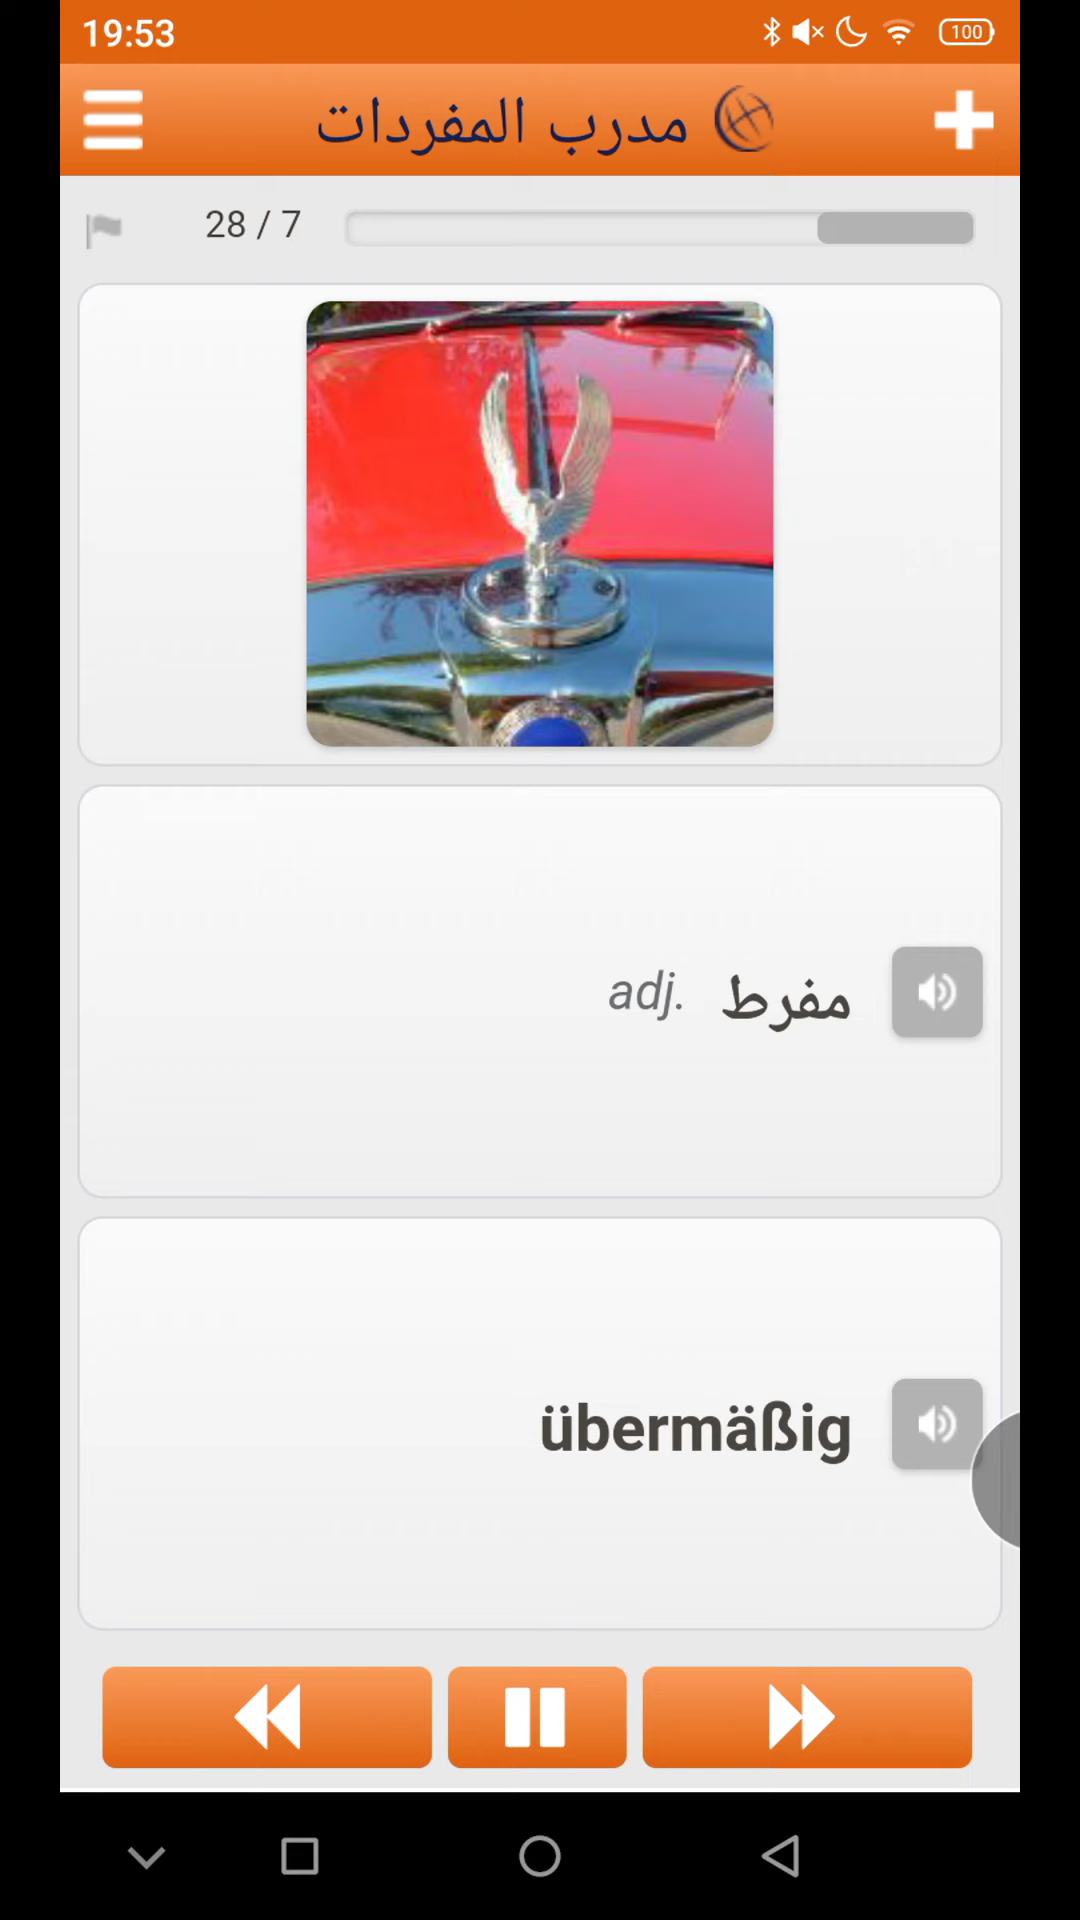 19:53
100
مدرب المفردات
28 / 7
مفرط adj.
übermäßig